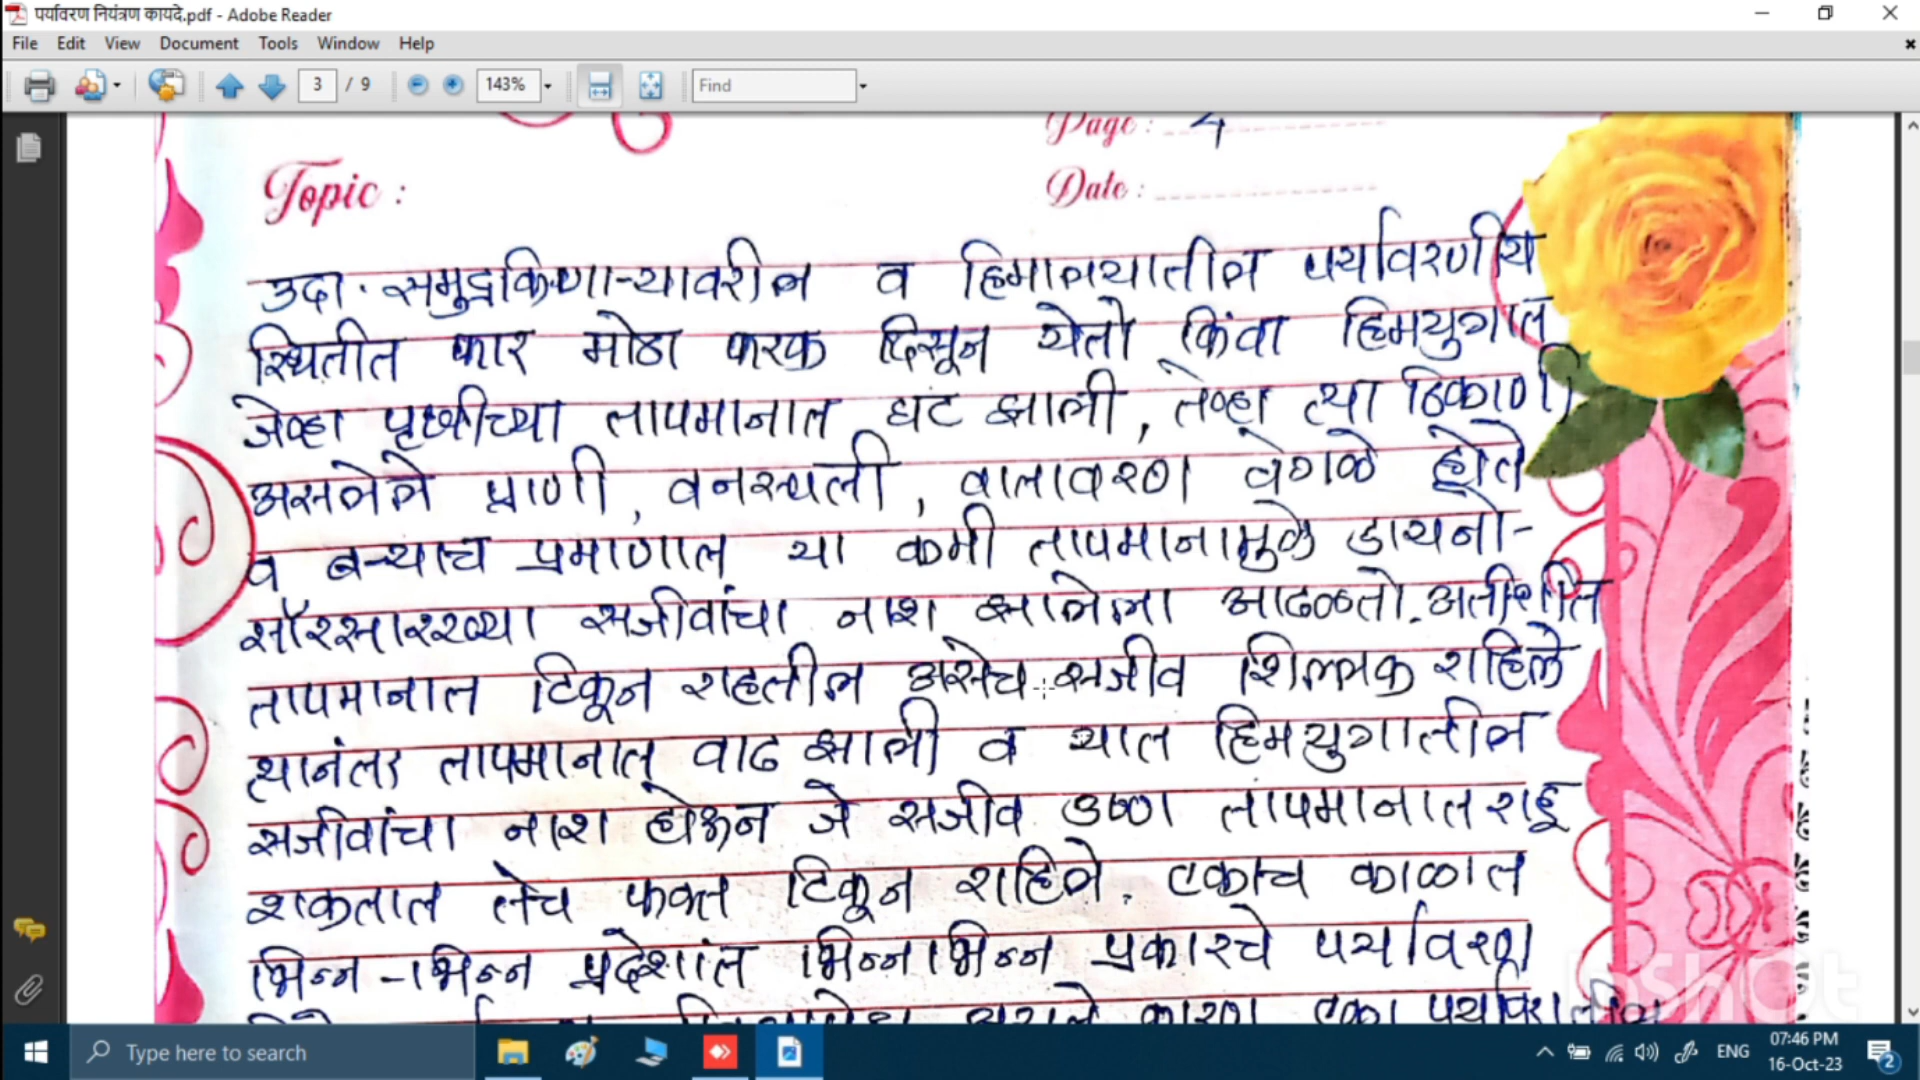 पर्यावरण नियंत्रण कायदे.pdf - Adobe Reader
File Edit View Document Tools Window Help
3 / 9 143% Find
Page : 4
Topic :
Date :
उदा. समुद्रकिणा-यावरील व हिमालयातील पर्यावरणीय
स्थितीत फार मोठा फरक दिसून येतो किंवा हिमयुगात
जेव्हा पृथ्वीच्या तापमानात घट झाली, तेव्हा त्या ठिकाणी
असलेले प्राणी, वनस्पती, वातावरण वेगळे होते
व ब-याच प्रमाणात या कमी तापमानामुळे डायनो-
सॉरसारख्या सजीवांचा नाश झालेला आढळतो. अतीशीत
तापमानात टिकून राहतील असेच सजीव शिल्लक राहिले
त्यानंतर तापमानात वाढ झाली व यात हिमयुगातील
सजीवांचा नाश होऊन जे सजीव उष्ण तापमानात राहू
शकतात तेच फक्त टिकून राहिले. एकाच काळात
भिन्न-भिन्न प्रदेशांत भिन्नभिन्न प्रकारचे पर्यावरण
InShot
Type here to search
ENG
07:46 PM
16-Oct-23
2